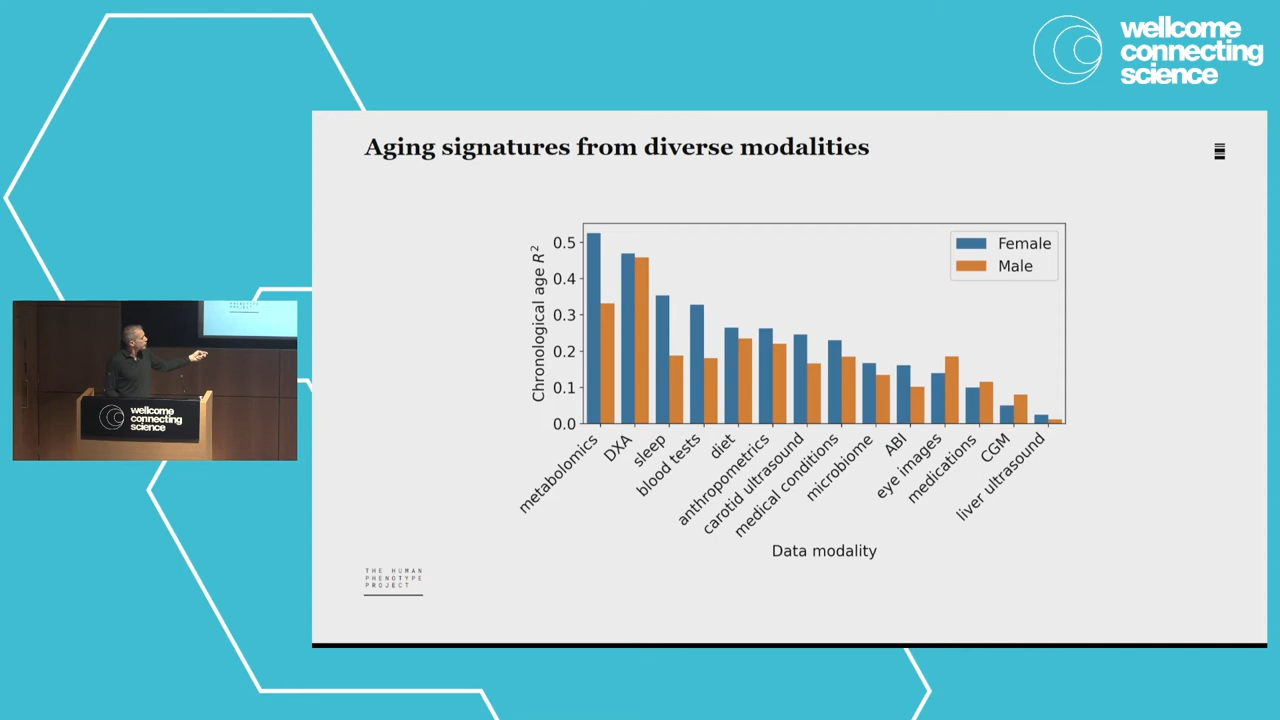 wellcome
connecting
science
Aging signatures from diverse modalities
Chronological age R²
0.5
0.4
0.3
0.2
0.1
0.0
Female
Male
metabolomics
DXA
sleep
blood tests
diet
anthropometrics
carotid ultrasound
medical conditions
microbiome
ABI
eye images
medications
CGM
liver ultrasound
Data modality
THE HUMAN
PHENOTYPE
PROJECT
wellcome
connecting
science